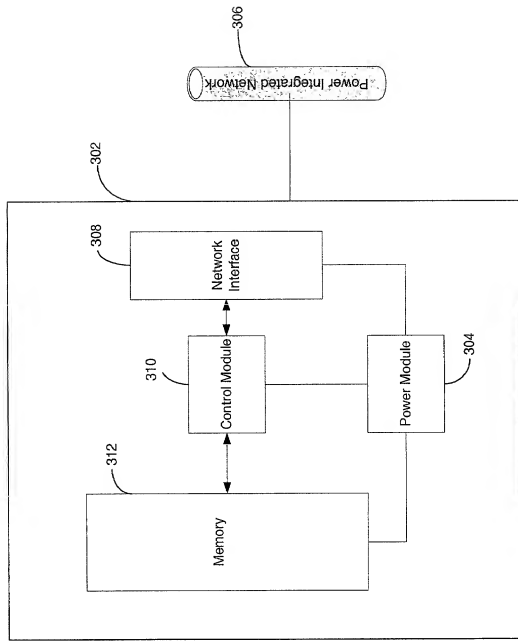 306
Power Integrated Network
302
308
Network
Interface
310
Control Module
304
Power Module
312
Memory